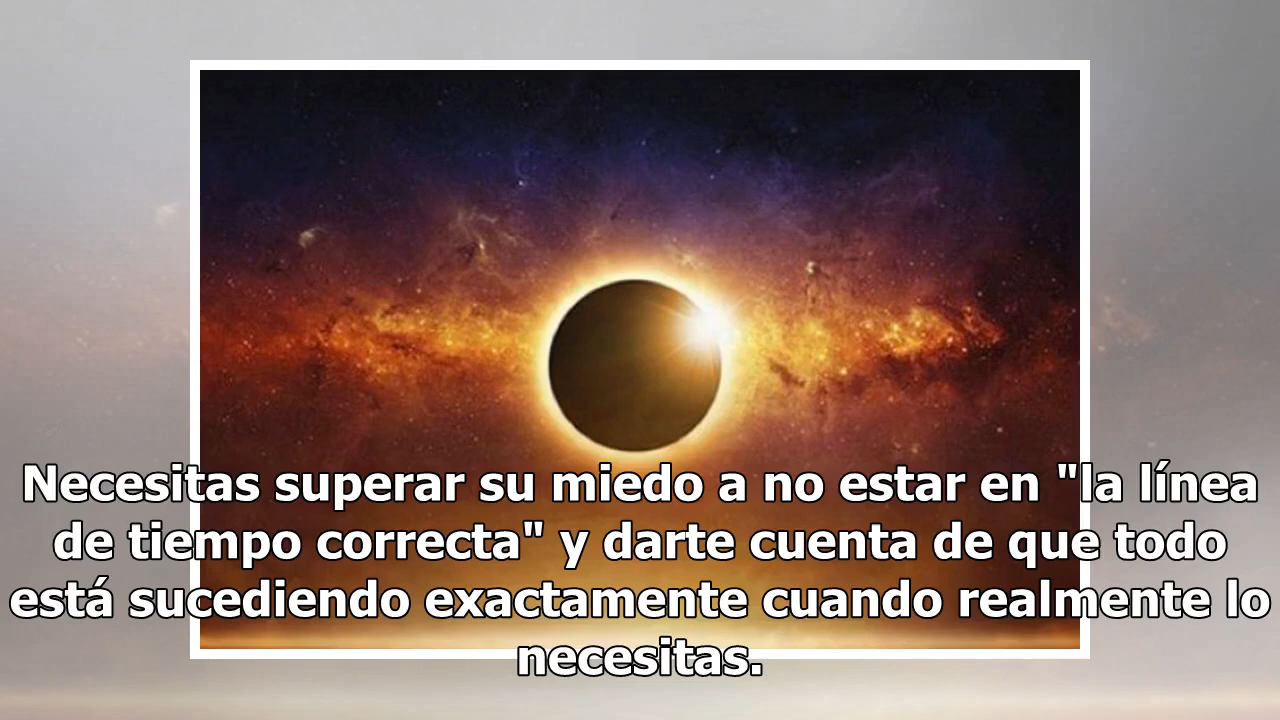 Necesitas superar su miedo a no estar en "la línea
de tiempo correcta" y darte cuenta de que todo
está sucediendo exactamente cuando realmente lo
necesitas.